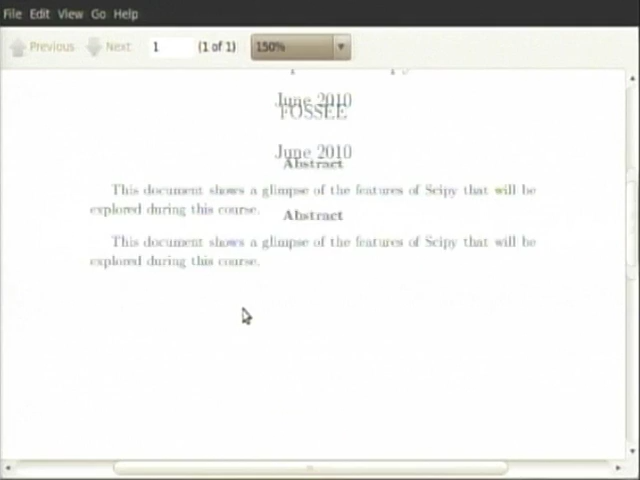 File Edit View Go Help
Previous Next 1 (1 of 1) 150%
June 2010
FOSSEE
June 2010
Abstract
This document shows a glimpse of the features of Scipy that will be
explored during this course.
Abstract
This document shows a glimpse of the features of Scipy that will be
explored during this course.